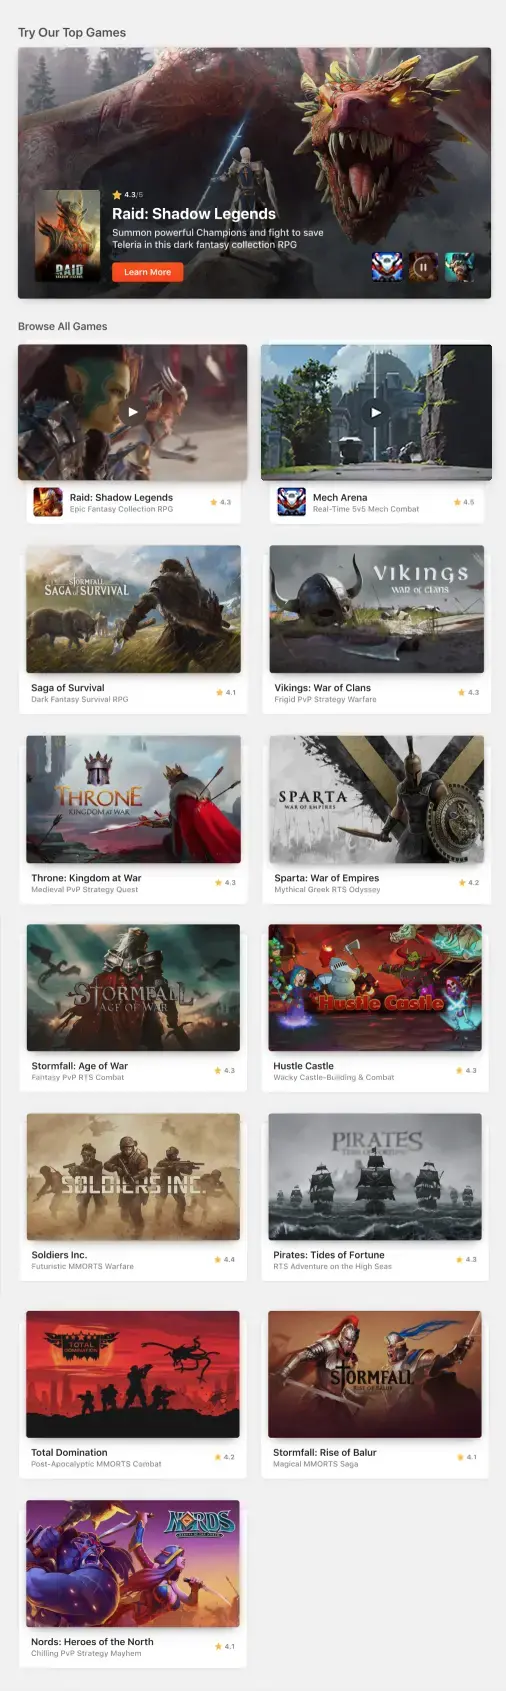 Try Our Top Games
4.3/5
Raid: Shadow Legends
Summon powerful Champions and fight to save
Teleria in this dark fantasy collection RPG
RAID
SHADOW LEGENDS
Learn More
Browse All Games
Raid: Shadow Legends
Epic Fantasy Collection RPG
4.3
Mech Arena
Real-Time 5v5 Mech Combat
4.5
STORMFALL
SAGA of SURVIVAL
Saga of Survival
Dark Fantasy Survival RPG
4.1
VIKINGS
WAR OF CLANS
Vikings: War of Clans
Frigid PvP Strategy Warfare
4.3
THRONE
KINGDOM AT WAR
Throne: Kingdom at War
Medieval PvP Strategy Quest
4.3
SPARTA
WAR OF EMPIRES
Sparta: War of Empires
Mythical Greek RTS Odyssey
4.2
STORMFALL
AGE OF WAR
Stormfall: Age of War
Fantasy PvP RTS Combat
4.3
Hustle Castle
Hustle Castle
Wacky Castle-Building & Combat
4.3
SOLDIERS INC.
Soldiers Inc.
Futuristic MMORTS Warfare
4.4
PIRATES
TIDES OF FORTUNE
Pirates: Tides of Fortune
RTS Adventure on the High Seas
4.3
TOTAL
DOMINATION
Total Domination
Post-Apocalyptic MMORTS Combat
4.2
STORMFALL
RISE OF BALUR
Stormfall: Rise of Balur
Magical MMORTS Saga
4.1
NORDS
HEROES OF THE NORTH
Nords: Heroes of the North
Chilling PvP Strategy Mayhem
4.1